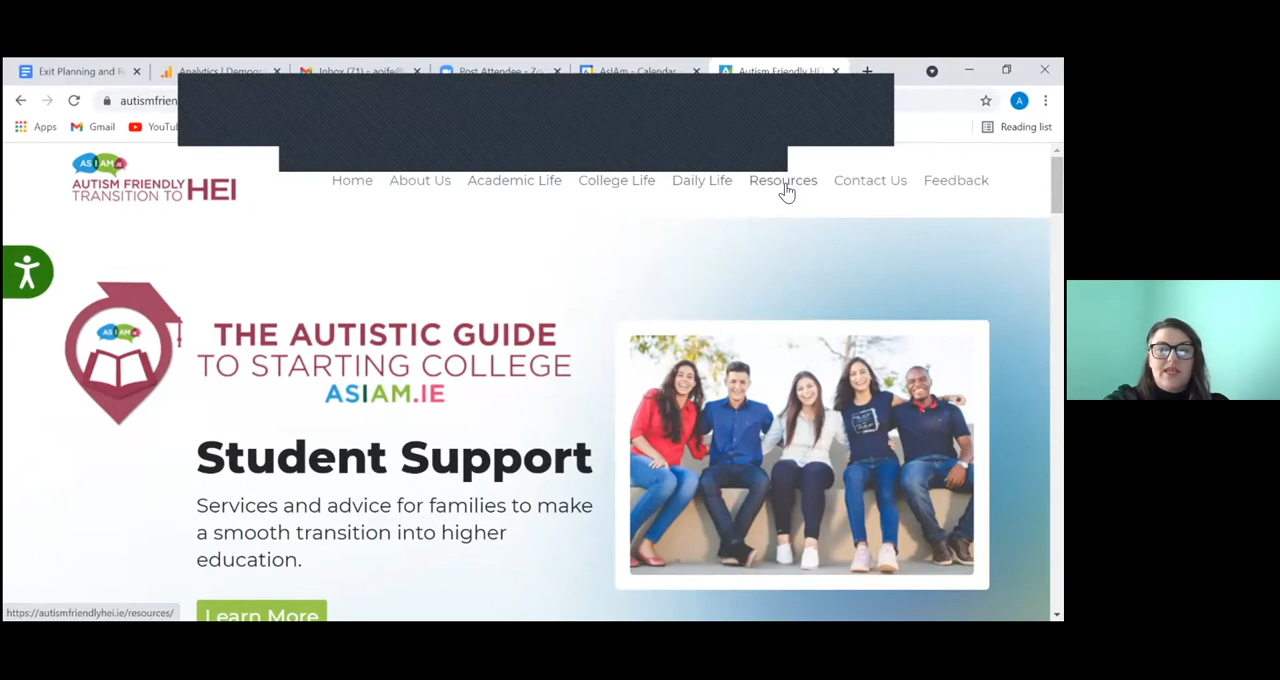 Exit Planning and R
Analytics | Demog
Inbox (71) - aoife
Post Attendee - Zo
AsIAm - Calendar
Autism Friendly HEI
autismfrien
A
Apps
Gmail
YouTu
Reading list
AS I AM.IE
AUTISM FRIENDLY
TRANSITION TO HEI
Home
About Us
Academic Life
College Life
Daily Life
Resources
Contact Us
Feedback
AS I AM.IE
THE AUTISTIC GUIDE
TO STARTING COLLEGE
ASIAM.IE
Student Support
Services and advice for families to make
a smooth transition into higher
education.
Learn More
https://autismfriendlyhei.ie/resources/